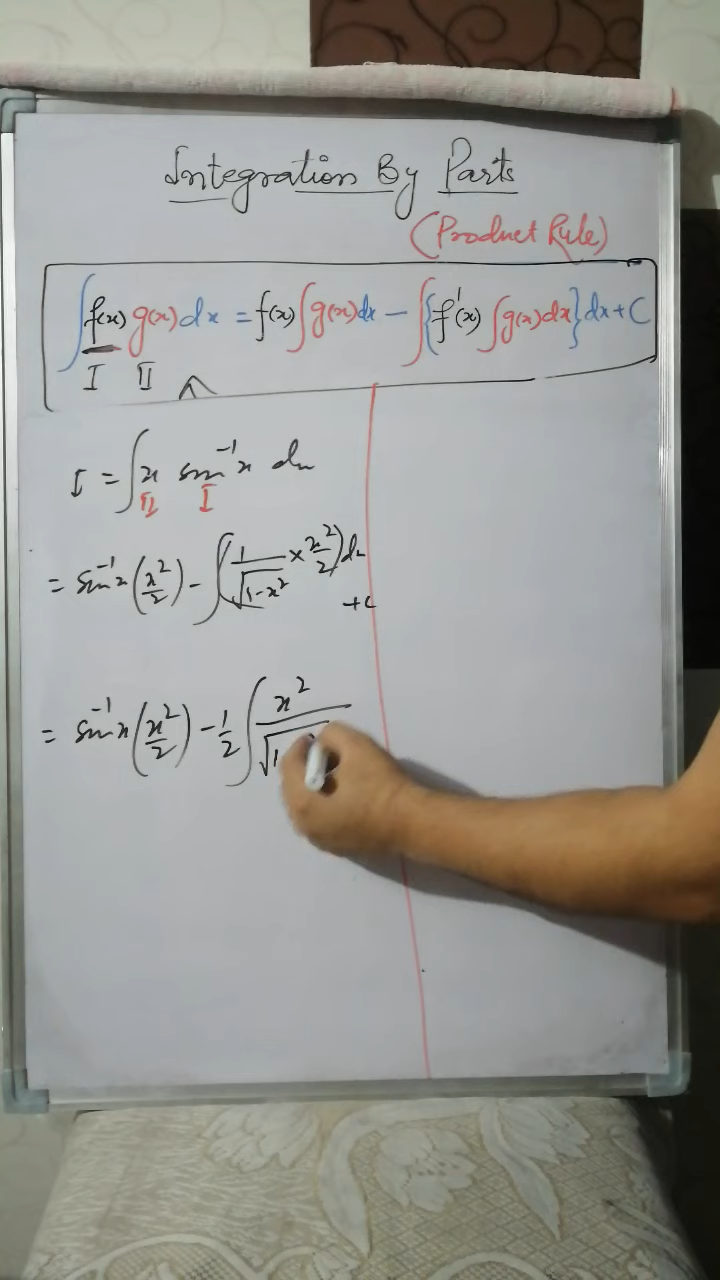 Integration By Parts
(Product Rule)
∫ f(x) g(x) dx = f(x) ∫ g(x) dx − ∫ {f'(x) ∫ g(x) dx} dx + C
I II
I = ∫ x sin⁻¹x dx
II I
= sin⁻¹x (x²/2) − ∫ (1/√(1−x²) × x²/2) dx
+ C
= sin⁻¹x (x²/2) − 1/2 ∫ x²/√1